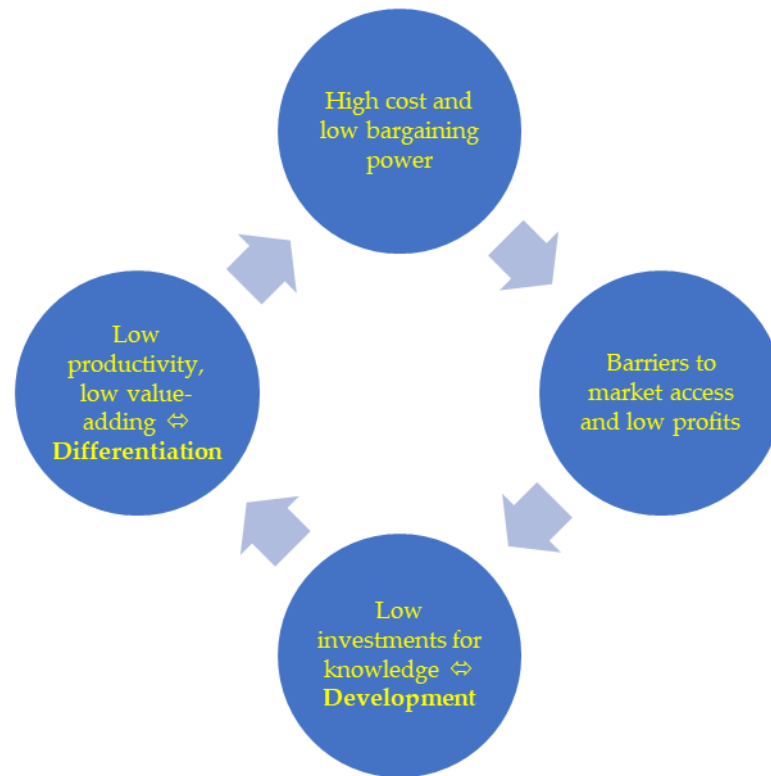 High cost and
low bargaining
power
Barriers to
market access
and low profits
Low
investments for
knowledge ⇔
Development
Low
productivity,
low value-
adding ⇔
Differentiation